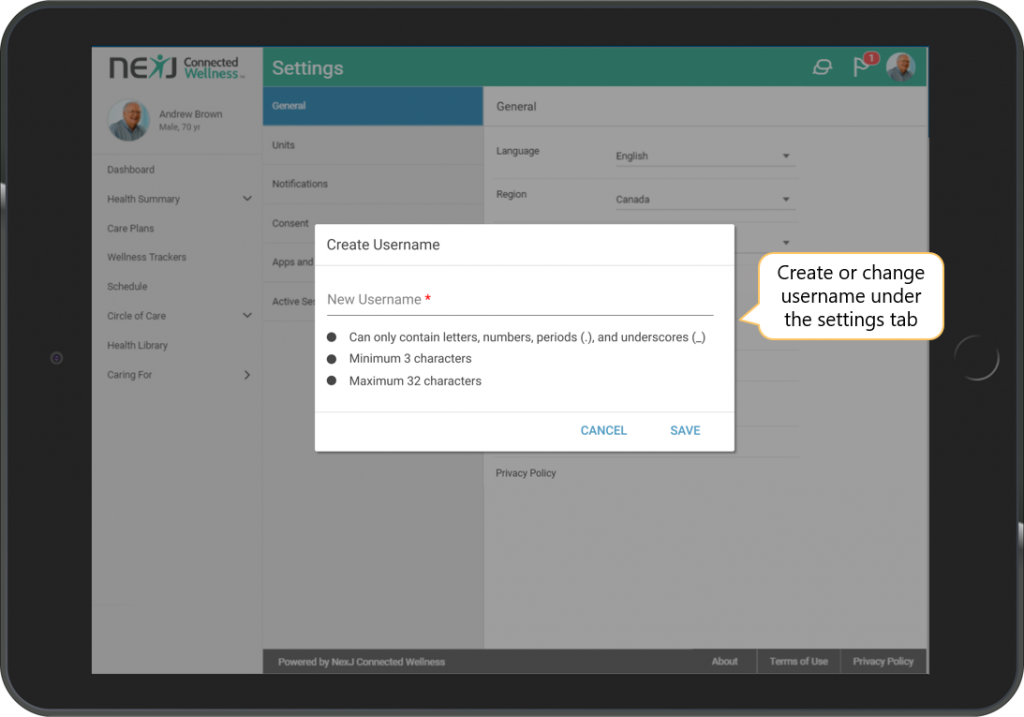 NEXJ Connected Wellness™
Settings
1
Andrew Brown
Male, 70 yr
Dashboard
Health Summary
Care Plans
Wellness Trackers
Schedule
Circle of Care
Health Library
Caring For
General
Units
Notifications
Consent
Apps and
Active Se
General
Language
English
Region
Canada
Create Username
New Username *
Can only contain letters, numbers, periods (.), and underscores (_)
Minimum 3 characters
Maximum 32 characters
CANCEL
SAVE
Create or change
username under
the settings tab
Privacy Policy
Powered by NexJ Connected Wellness
About
Terms of Use
Privacy Policy